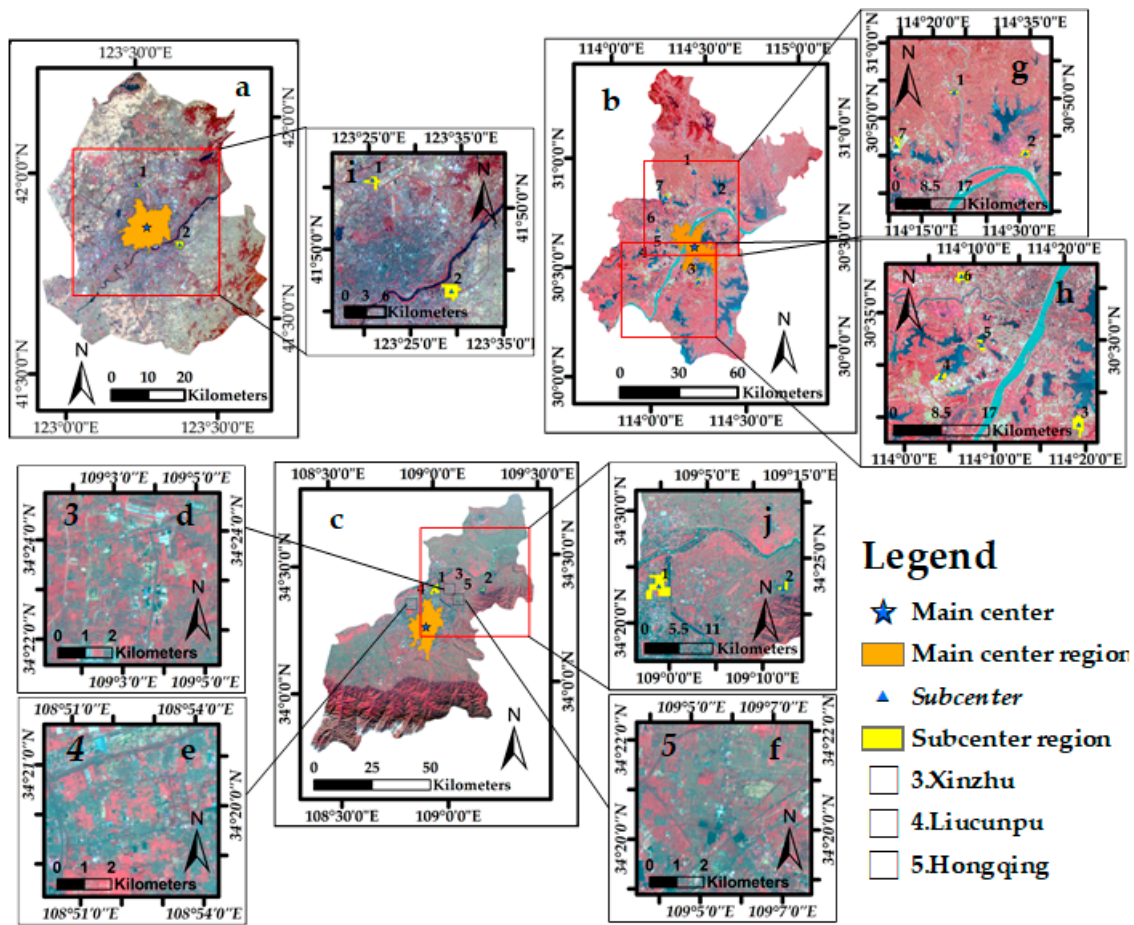 123°30'0"E
a
N
0 10 20
Kilometers
42°0'0"N
41°30'0"N
42°0'0"N
41°30'0"N
123°0'0"E 123°30'0"E
1
2
123°25'0"E 123°35'0"E
i
1
N
2
41°50'0"N
41°50'0"N
0 3 6
Kilometers
123°25'0"E 123°35'0"E
114°0'0"E 114°30'0"E 115°0'0"E
b
1
2
7
6
5
4
3
31°0'0"N
30°30'0"N
31°0'0"N
30°30'0"N
30°0'0"N
30°0'0"N
N
0 30 60
Kilometers
114°0'0"E 114°30'0"E
114°20'0"E 114°35'0"E
N
g
1
7
2
31°0'0"N
30°50'0"N
30°50'0"N
30°40'0"N
0 8.5 17
Kilometers
114°15'0"E 114°30'0"E
114°10'0"E 114°20'0"E
N
6
h
5
4
3
30°35'0"N
30°30'0"N
0 8.5 17
Kilometers
114°0'0"E 114°10'0"E 114°20'0"E
109°3'0"E 109°5'0"E
3
d
34°24'0"N
34°22'0"N
34°24'0"N
N
0 1 2
Kilometers
109°3'0"E 109°5'0"E
108°30'0"E 109°0'0"E 109°30'0"E
c
1
3
4
5
2
34°30'0"N
34°0'0"N
34°30'0"N
34°0'0"N
N
0 25 50
Kilometers
108°30'0"E 109°0'0"E
109°5'0"E 109°15'0"E
j
1
2
34°30'0"N
34°20'0"N
34°25'0"N
N
0 5.5 11
Kilometers
109°0'0"E 109°10'0"E
108°51'0"E 108°54'0"E
4
e
34°21'0"N
34°20'0"N
N
0 1 2
Kilometers
108°51'0"E 108°54'0"E
109°5'0"E 109°7'0"E
5
f
34°22'0"N
34°20'0"N
34°22'0"N
34°20'0"N
N
0 1 2
Kilometers
109°5'0"E 109°7'0"E
Legend
Main center
Main center region
Subcenter
Subcenter region
3.Xinzhu
4.Liucunpu
5.Hongqing